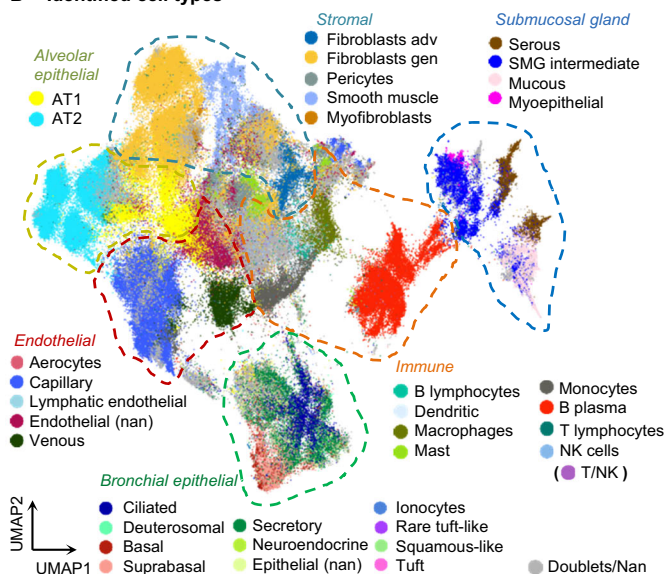 Stromal
Fibroblasts adv
Fibroblasts gen
Pericytes
Smooth muscle
Myofibroblasts
Submucosal gland
Serous
SMG intermediate
Mucous
Myoepithelial
Alveolar
epithelial
AT1
AT2
Endothelial
Aerocytes
Capillary
Lymphatic endothelial
Endothelial (nan)
Venous
Immune
B lymphocytes
Dendritic
Macrophages
Mast
Monocytes
B plasma
T lymphocytes
NK cells
( T/NK )
Bronchial epithelial
Ciliated
Deuterosomal
Basal
Suprabasal
Secretory
Neuroendocrine
Epithelial (nan)
Ionocytes
Rare tuft-like
Squamous-like
Tuft
Doublets/Nan
UMAP2
UMAP1